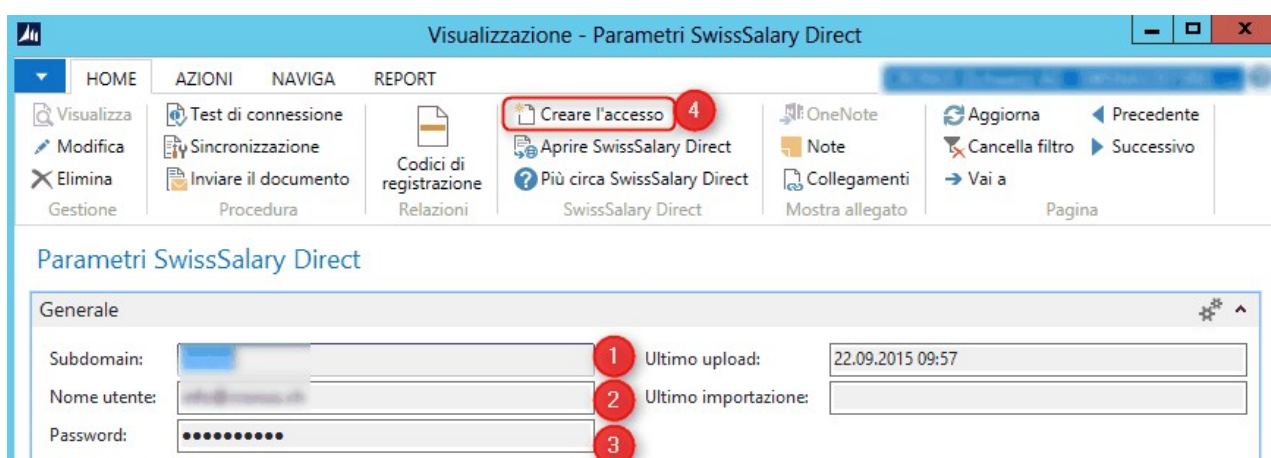 Visualizzazione - Parametri SwissSalary Direct
HOME AZIONI NAVIGA REPORT
Visualizza Test di connessione Creare l'accesso 4 OneNote Aggiorna Precedente
Modifica Sincronizzazione Aprire SwissSalary Direct Note Cancella filtro Successivo
Elimina Inviare il documento Codici di registrazione Più circa SwissSalary Direct Collegamenti Vai a
Gestione Procedura Relazioni SwissSalary Direct Mostra allegato Pagina
Parametri SwissSalary Direct
Generale
Subdomain: 1 Ultimo upload: 22.09.2015 09:57
Nome utente: 2 Ultimo importazione:
Password: •••••••••• 3